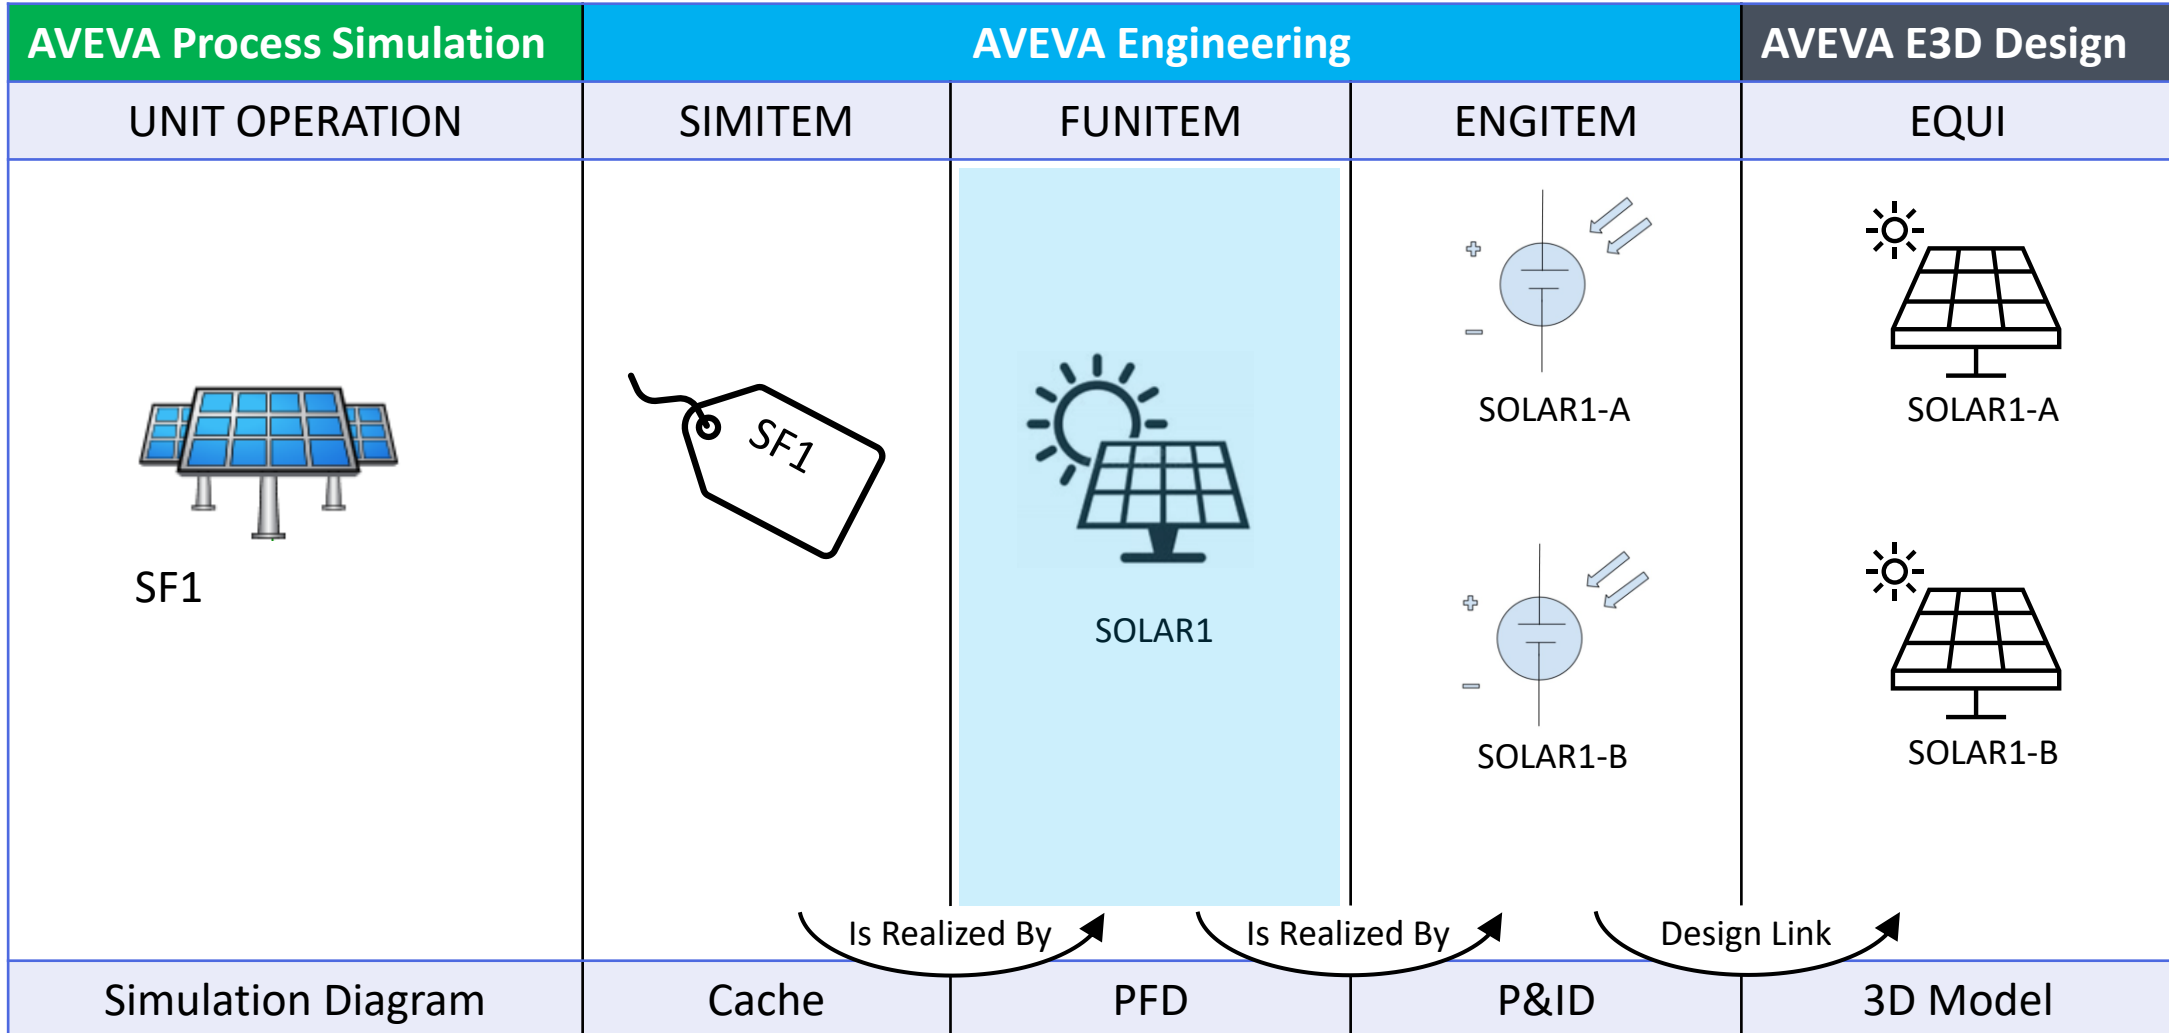 AVEVA Process Simulation
AVEVA Engineering
AVEVA E3D Design
UNIT OPERATION
SIMITEM
FUNITEM
ENGITEM
EQUI
SF1
SF1
SOLAR1
SOLAR1-A
SOLAR1-B
SOLAR1-A
SOLAR1-B
Is Realized By
Is Realized By
Design Link
Simulation Diagram
Cache
PFD
P&ID
3D Model